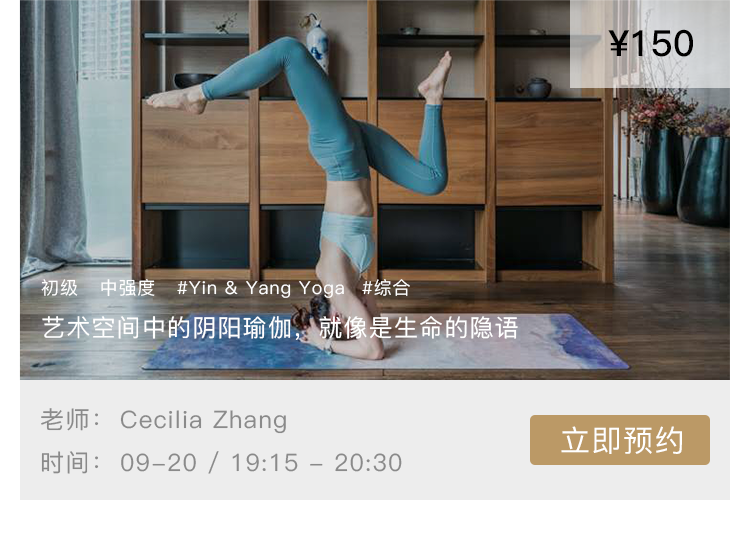 ¥150
初级 中强度 #Yin & Yang Yoga #综合
艺术空间中的阴阳瑜伽，就像是生命的隐语
老师： Cecilia Zhang
时间： 09-20 / 19:15 - 20:30
立即预约